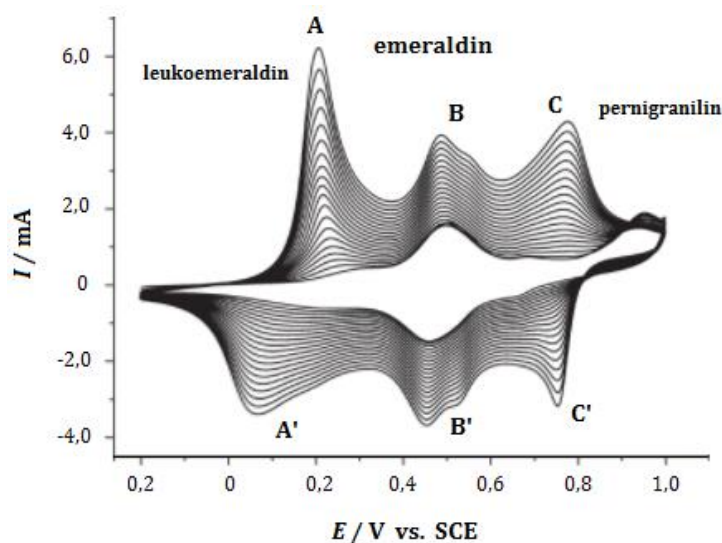 A
emeraldin
leukoemeraldin
B
C
pernigranilin
6,0
4,0
2,0
0
-2,0
-4,0
I / mA
A'
B'
C'
0,2
0
0,2
0,4
0,6
0,8
1,0
E / V vs. SCE